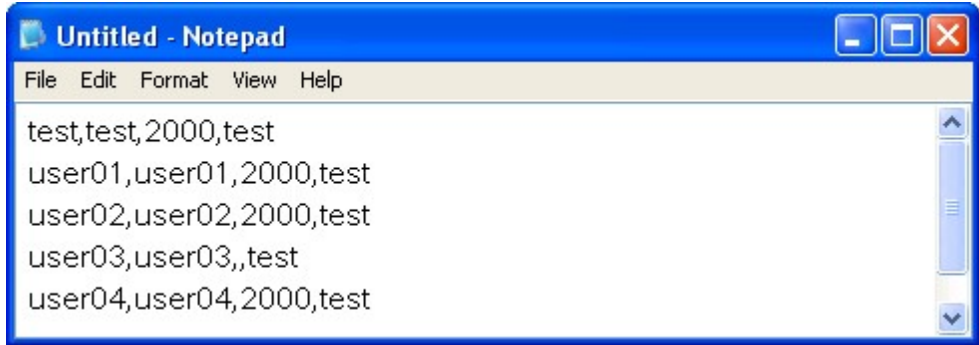 Untitled - Notepad
File Edit Format View Help
test,test,2000,test
user01,user01,2000,test
user02,user02,2000,test
user03,user03,,test
user04,user04,2000,test